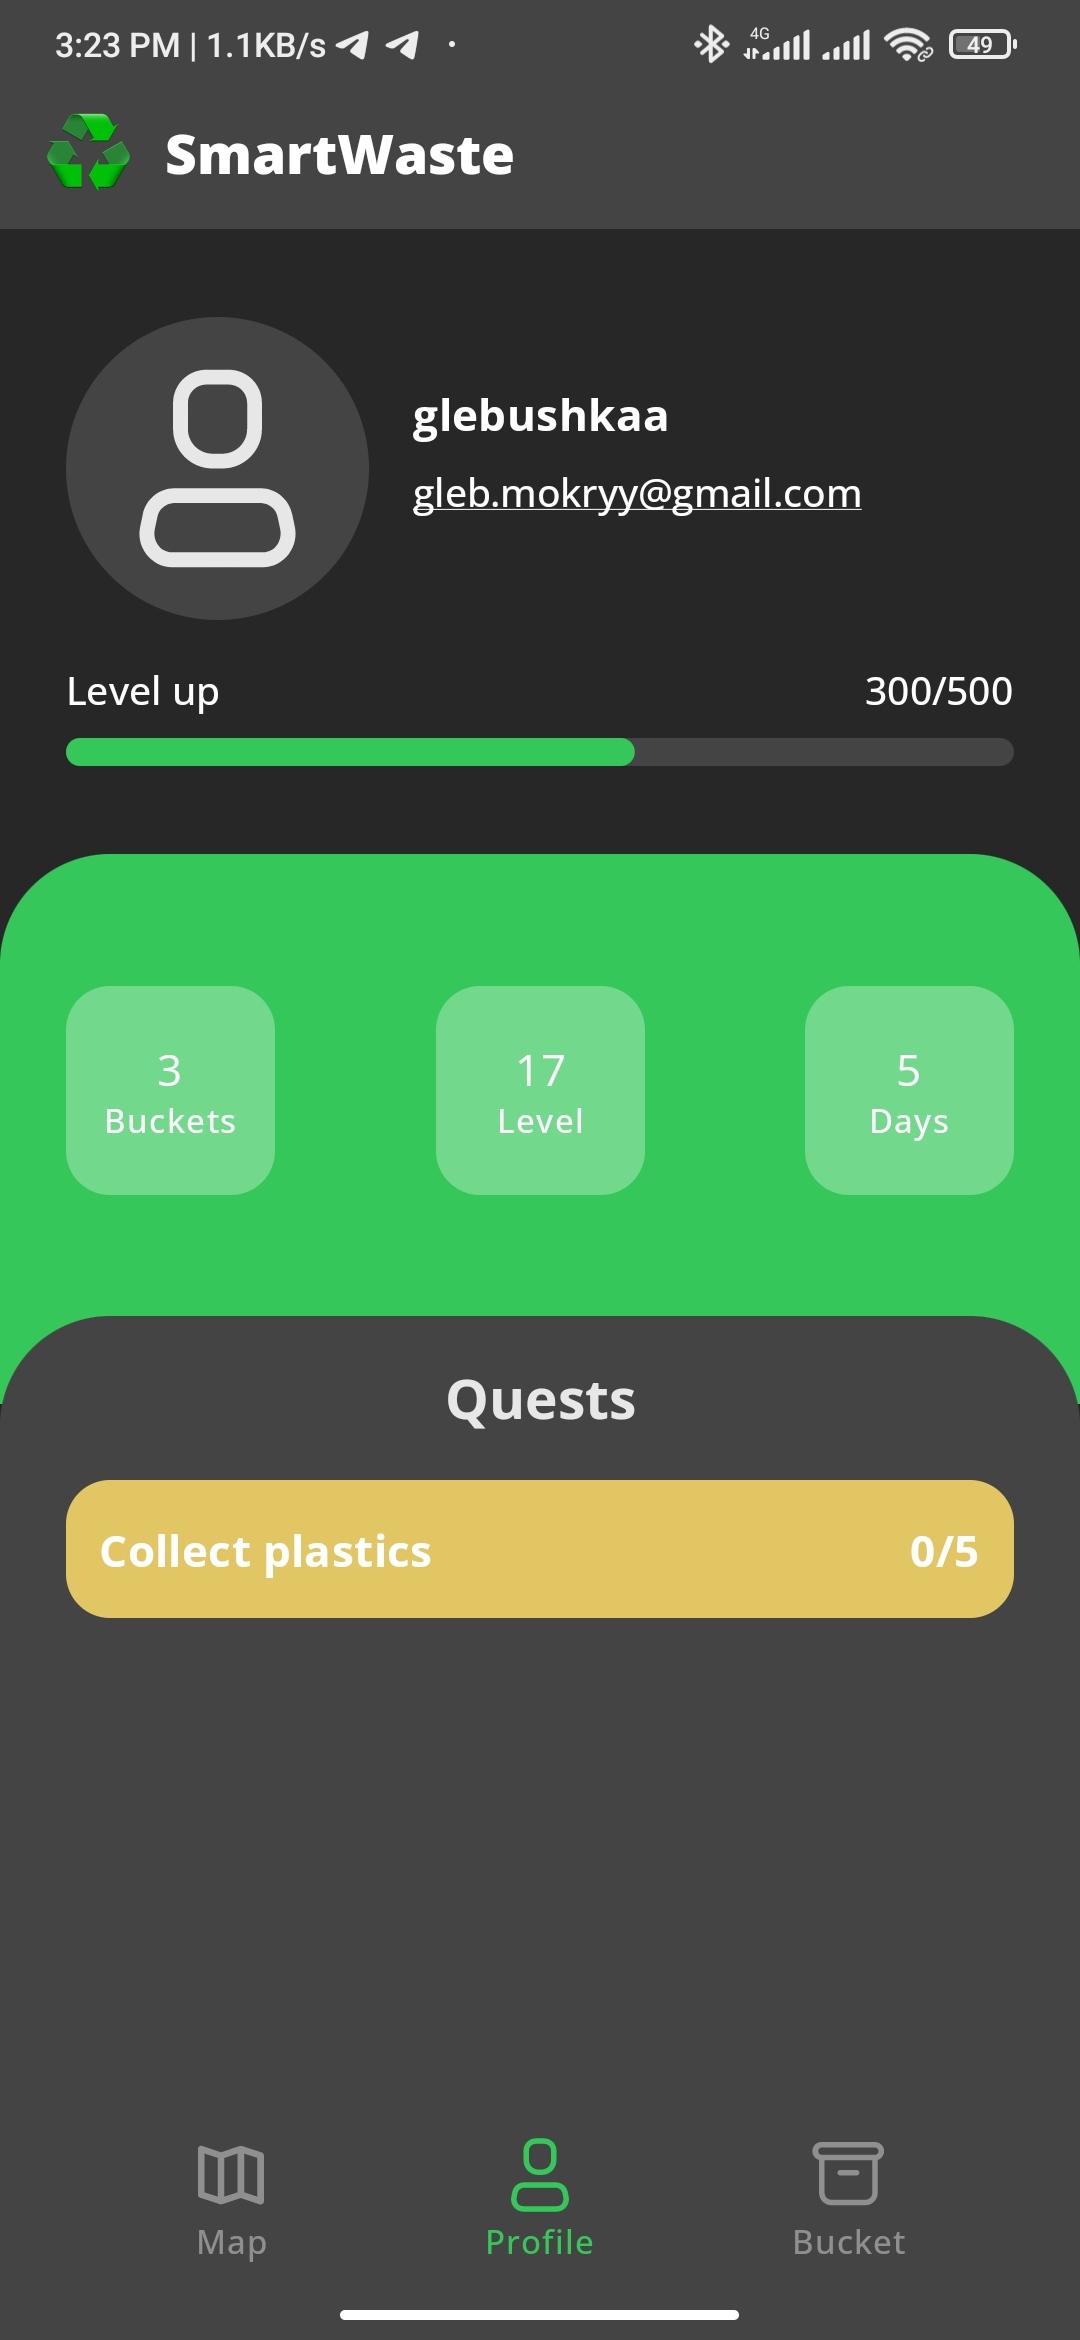 3:23 PM | 1.1KB/s 4G 49
SmartWaste
glebushkaa
gleb.mokryy@gmail.com
Level up 300/500
3 17 5
Buckets Level Days
Quests
Collect plastics 0/5
Map Profile Bucket